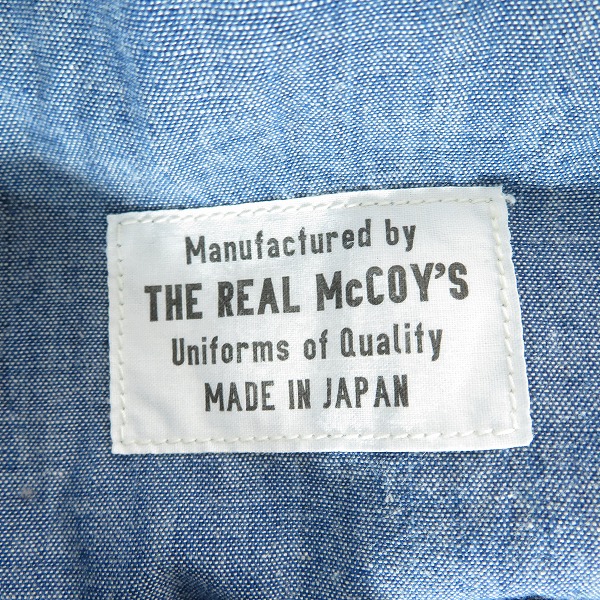 Manufactured by
THE REAL McCOY'S
Uniforms of Quality
MADE IN JAPAN